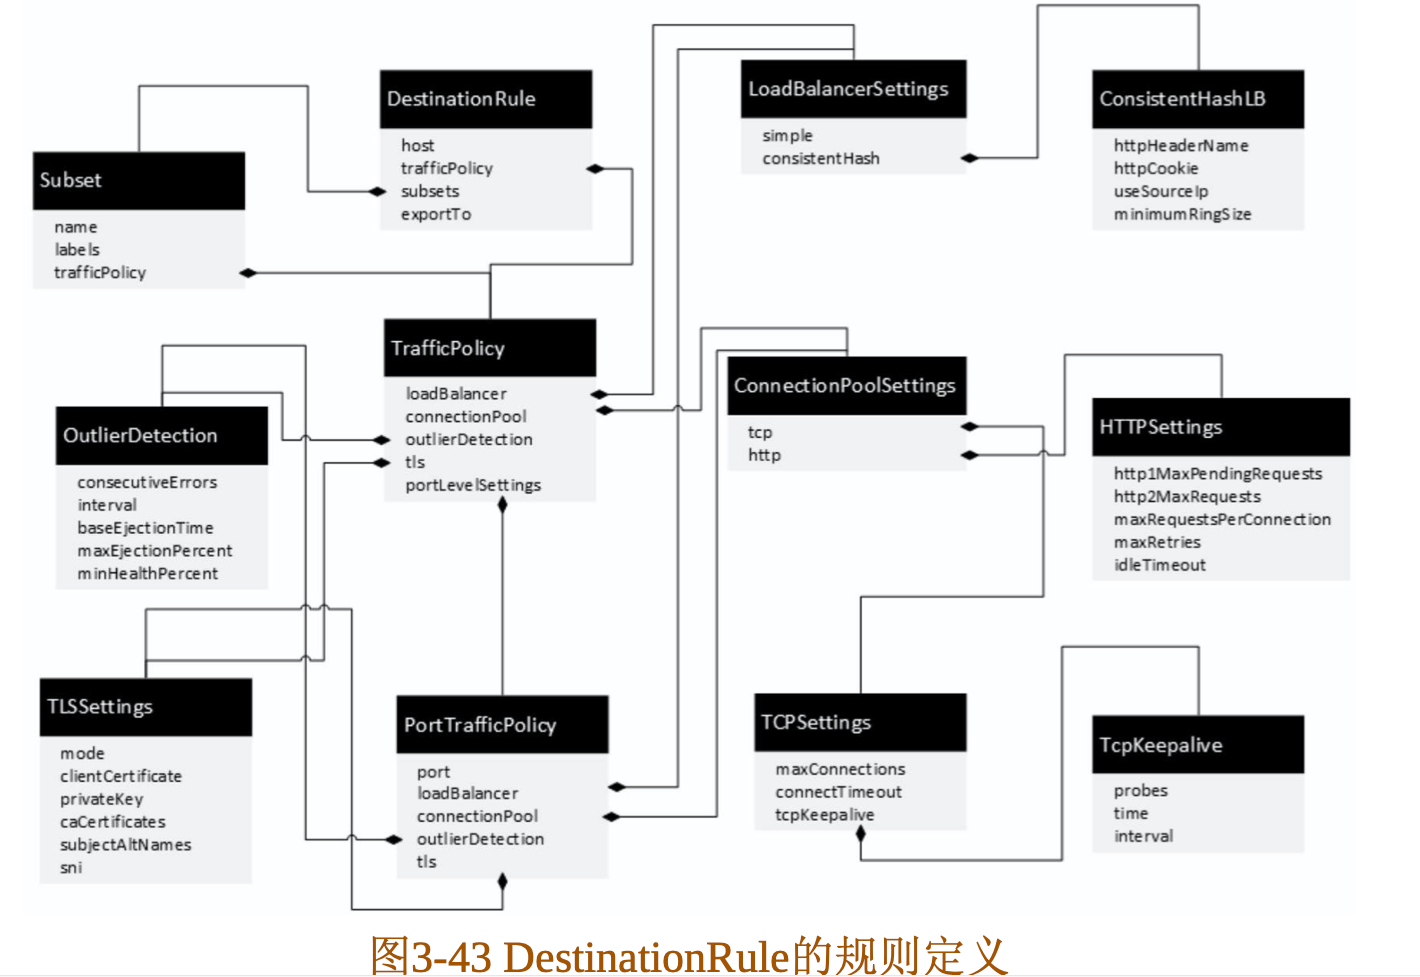 DestinationRule
host
trafficPolicy
subsets
exportTo
LoadBalancerSettings
simple
consistentHash
ConsistentHashLB
httpHeaderName
httpCookie
useSourceIp
minimumRingSize
Subset
name
labels
trafficPolicy
TrafficPolicy
loadBalancer
connectionPool
outlierDetection
tls
portLevelSettings
ConnectionPoolSettings
tcp
http
HTTPSettings
http1MaxPendingRequests
http2MaxRequests
maxRequestsPerConnection
maxRetries
idleTimeout
OutlierDetection
consecutiveErrors
interval
baseEjectionTime
maxEjectionPercent
minHealthPercent
TLSSettings
mode
clientCertificate
privateKey
caCertificates
subjectAltNames
sni
PortTrafficPolicy
port
loadBalancer
connectionPool
outlierDetection
tls
TCPSettings
maxConnections
connectTimeout
tcpKeepalive
TcpKeepalive
probes
time
interval
图3-43 DestinationRule的规则定义